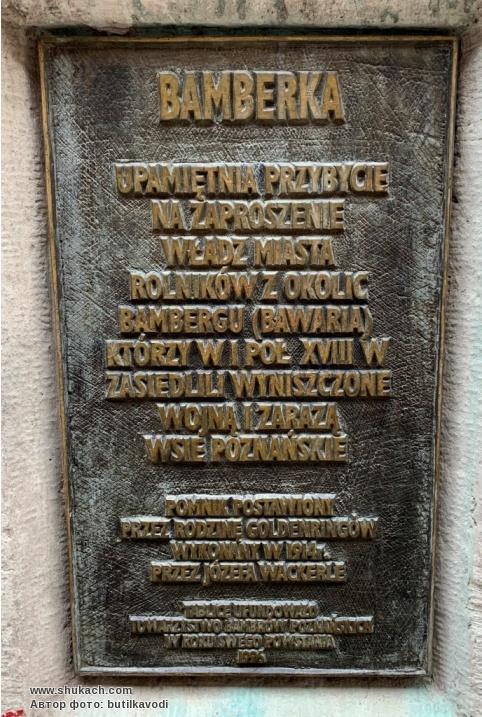 BAMBERKA
UPAMIĘTNIA PRZYBYCIE
NA ZAPROSZENIE
WŁADZ MIASTA
ROLNIKÓW Z OKOLIC
BAMBERGU (BAWARIA)
KTÓRZY W I POŁ XVIII W
ZASIEDLILI WYNISZCZONE
WOJNĄ I ZARAZĄ
WSIE POZNAŃSKIE
POMNIK POSTAWIONY
PRZEZ RODZINĘ GOLDENRINGÓW
WYKONANY W 1914 r.
PRZEZ JÓZEFA WACKERLE
TABLICĘ UFUNDOWAŁO
TOWARZYSTWO BAMBRÓW POZNAŃSKICH
W ROKU SWEGO POWSTANIA
www.shukach.com
Автор фото: butilkavodi